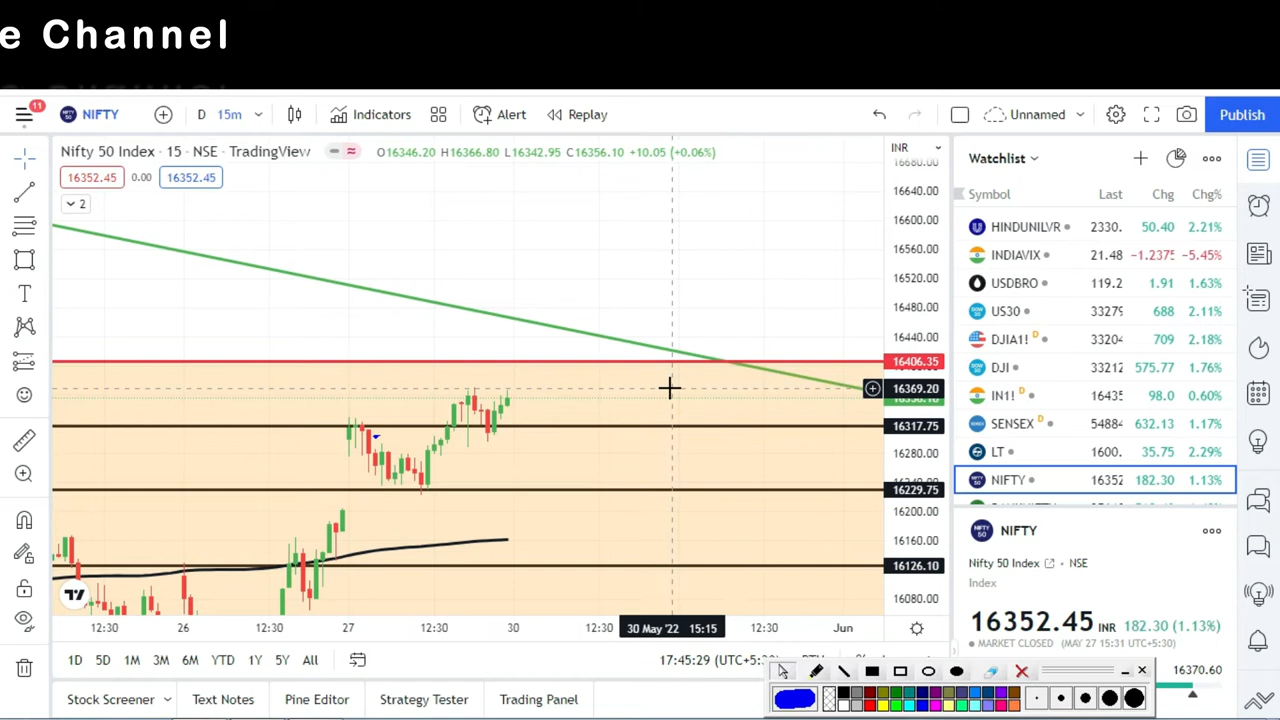 e Channel
11
NIFTY
D
15m
Indicators
Alert
Replay
Unnamed
Publish
Nifty 50 Index • 15 • NSE • TradingView
O16346.20 H16366.80 L16342.95 C16356.10 +10.05 (+0.06%)
INR
Watchlist
16352.45
0.00
16352.45
2
Symbol
Last
Chg
Chg%
HINDUNILVR
2330.
50.40
2.21%
INDIAVIX
21.48
−5.45%
USDBRO
119.2
1.91
1.63%
US30
33279
688
2.11%
DJIA1! D
33204
709
2.18%
DJI
33212
575.77
1.76%
IN1! D
16435
98.0
0.60%
SENSEX D
54884
632.13
1.17%
LT
1600.
35.75
2.29%
NIFTY
16352
182.30
1.13%
16640.00
16600.00
16560.00
16520.00
16480.00
16440.00
16406.35
16369.20
16317.75
16280.00
16229.75
16200.00
16160.00
16126.10
16080.00
NIFTY
Nifty 50 Index • NSE
Index
16352.45 INR 182.30 (1.13%)
MARKET CLOSED (MAY 27 15:31 UTC+5:30)
16370.60
12:30
26
12:30
27
12:30
30
12:30
30 May '22 15:15
12:30
Jun
1D
5D
1M
3M
6M
YTD
1Y
5Y
All
17:45:29 (UTC+5:30
Stock Screener
Text Notes
Pine Editor
Strategy Tester
Trading Panel